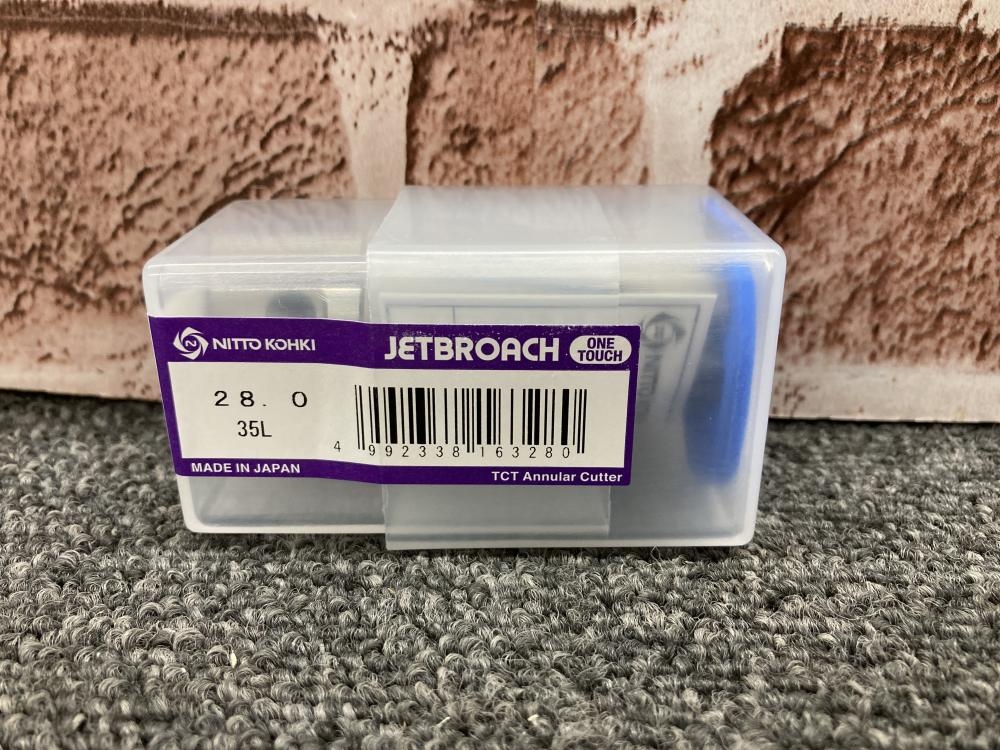 NITTO KOHKI JETBROACH ONE TOUCH
28. 0
35L
4 992338 163280
MADE IN JAPAN TCT Annular Cutter